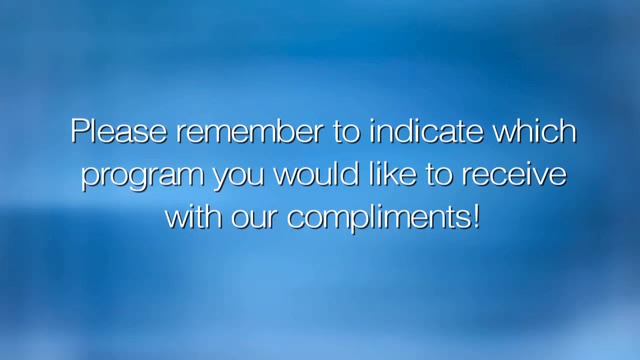 Please remember to indicate which
program you would like to receive
with our compliments!